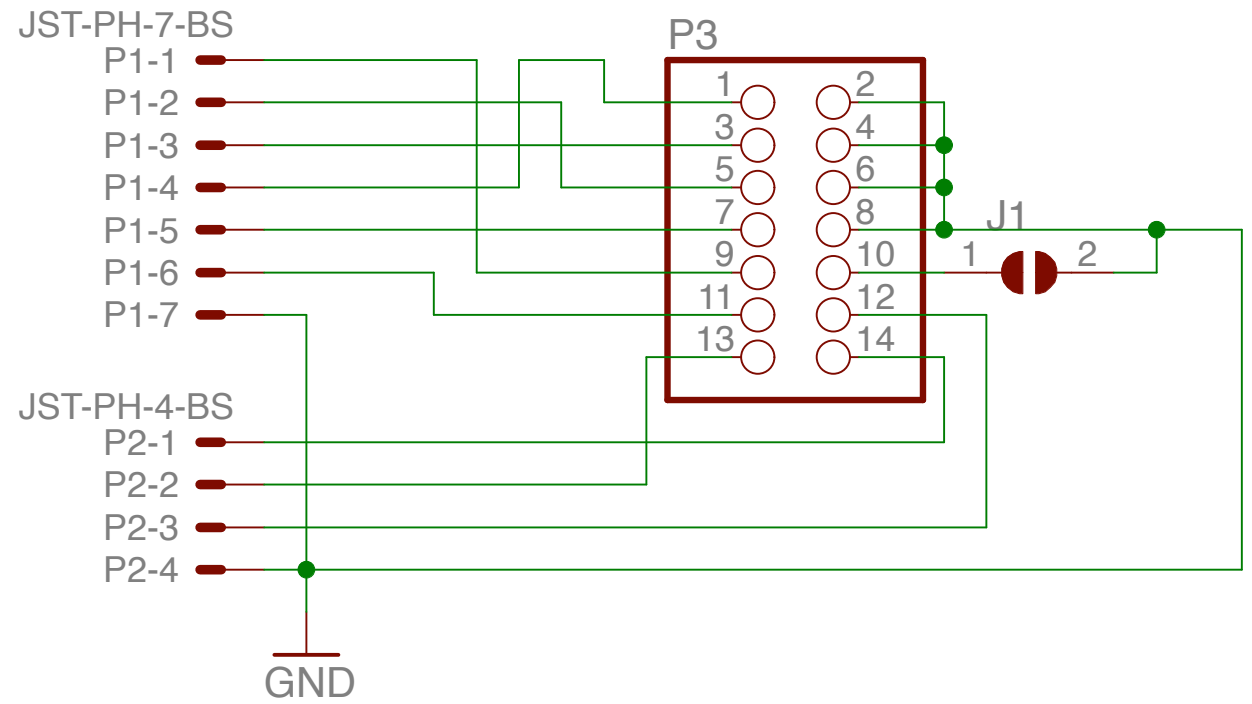 JST-PH-7-BS
P1-1
P1-2
P1-3
P1-4
P1-5
P1-6
P1-7
JST-PH-4-BS
P2-1
P2-2
P2-3
P2-4
GND
P3
1 2
3 4
5 6
7 8
9 10
11 12
13 14
J1
1 2